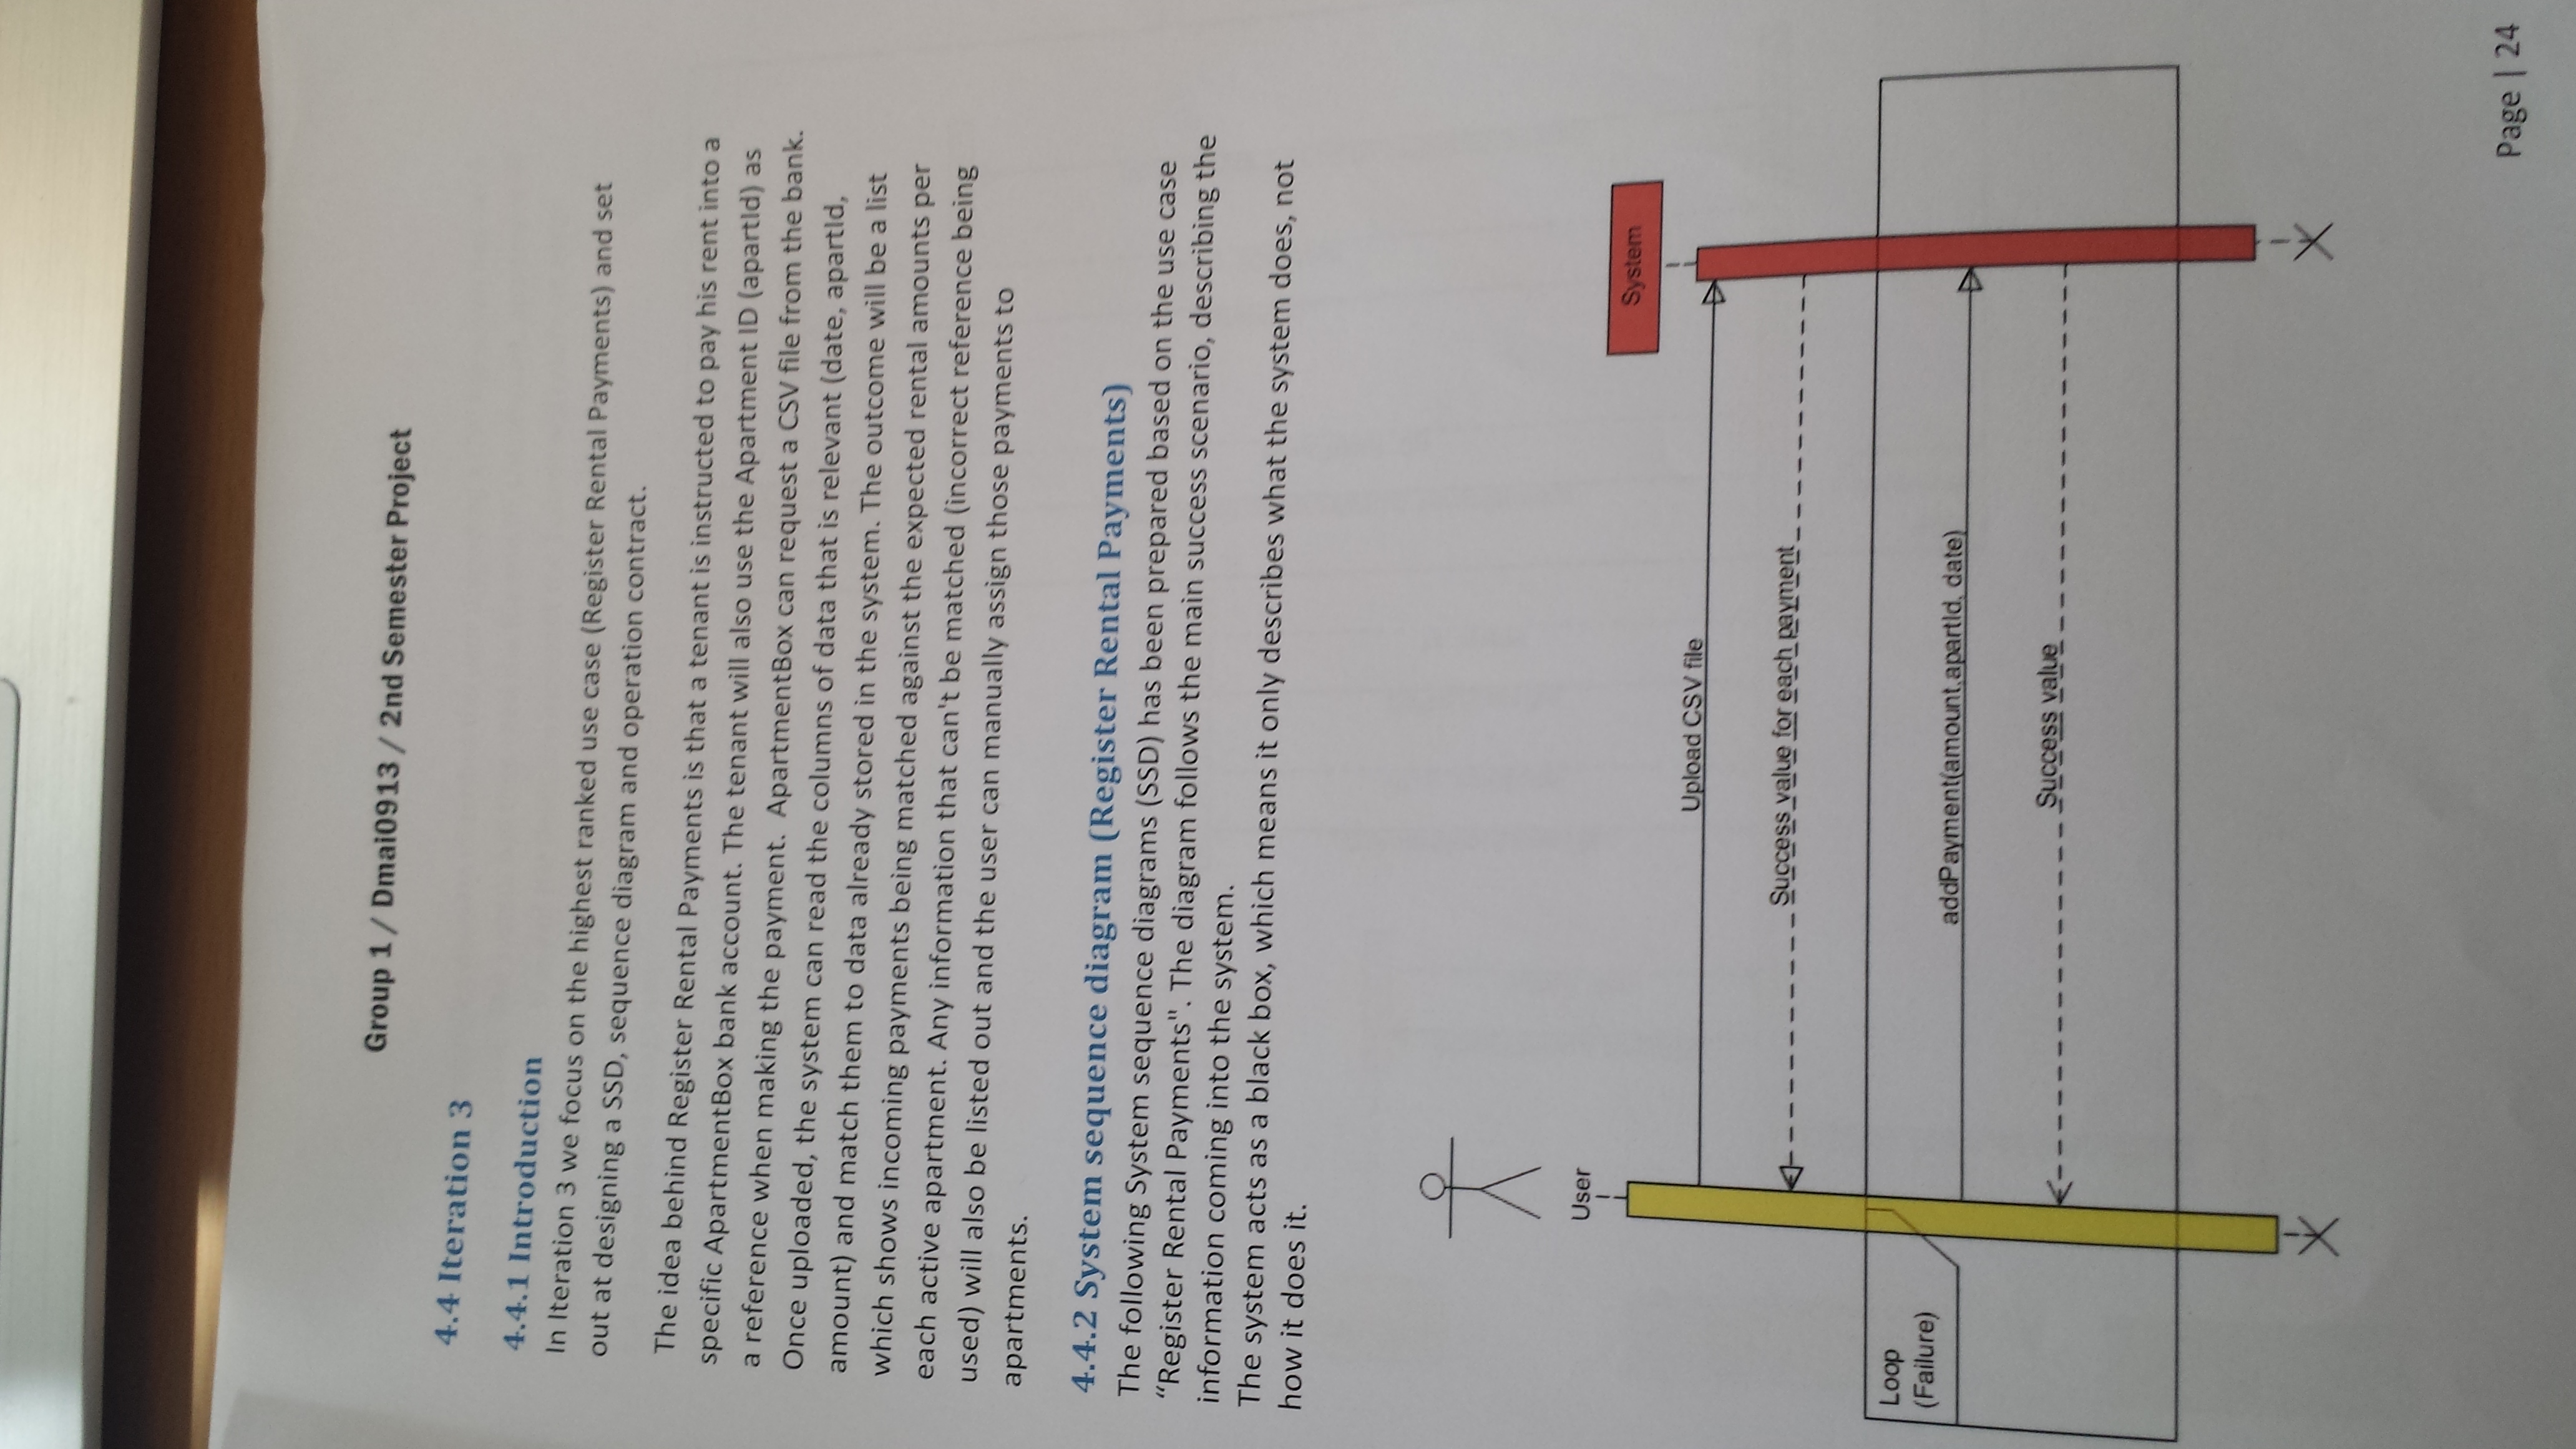 Group 1 / Dmai0913 / 2nd Semester Project
4.4 Iteration 3
4.4.1 Introduction
In Iteration 3 we focus on the highest ranked use case (Register Rental Payments) and set
out at designing a SSD, sequence diagram and operation contract.
The idea behind Register Rental Payments is that a tenant is instructed to pay his rent into a
specific ApartmentBox bank account. The tenant will also use the Apartment ID (apartId) as
a reference when making the payment. ApartmentBox can request a CSV file from the bank.
Once uploaded, the system can read the columns of data that is relevant (date, apartId,
amount) and match them to data already stored in the system. The outcome will be a list
which shows incoming payments being matched against the expected rental amounts per
each active apartment. Any information that can't be matched (incorrect reference being
used) will also be listed out and the user can manually assign those payments to
apartments.
4.4.2 System sequence diagram (Register Rental Payments)
The following System sequence diagrams (SSD) has been prepared based on the use case
“Register Rental Payments". The diagram follows the main success scenario, describing the
information coming into the system.
The system acts as a black box, which means it only describes what the system does, not
how it does it.
User
System
Upload CSV file
Success value for each payment
Loop
(Failure)
addPayment(amount,apartId, date)
Success value
Page | 24